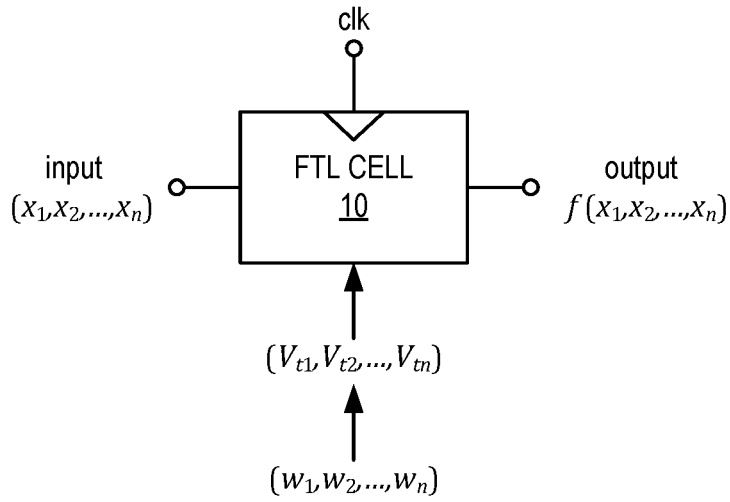 clk
input
(x₁,x₂,...,xₙ)
FTL CELL
10
output
f(x₁,x₂,...,xₙ)
(Vₜ₁,Vₜ₂,...,Vₜₙ)
(w₁,w₂,...,wₙ)